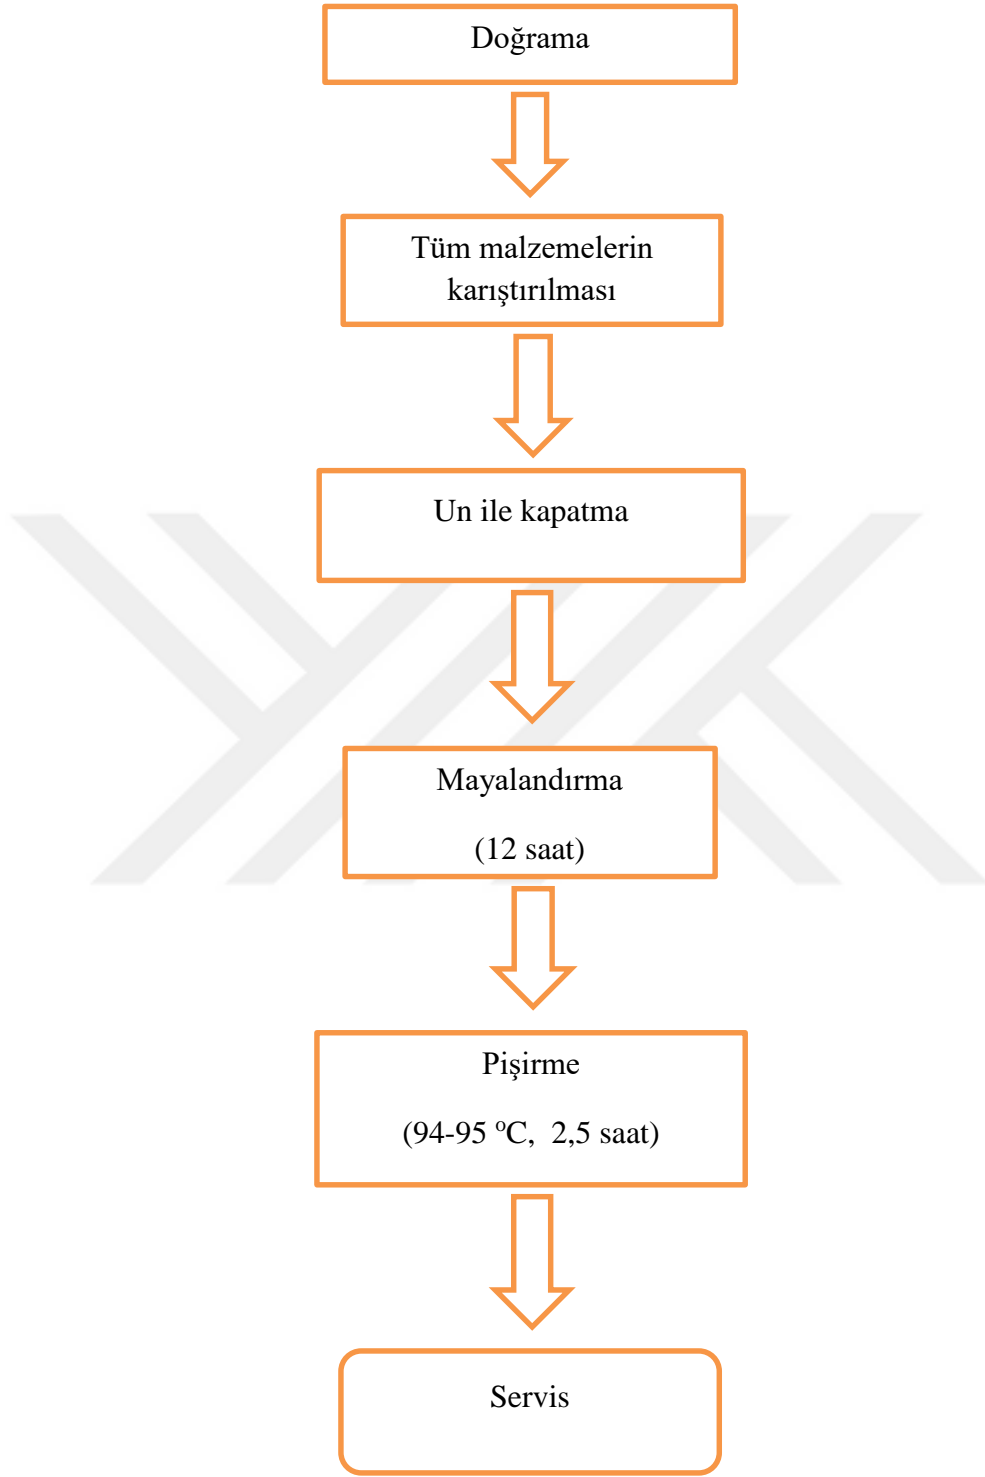 Doğrama
Tüm malzemelerin
karıştırılması
Un ile kapatma
Mayalandırma
(12 saat)
Pişirme
(94-95 ºC, 2,5 saat)
Servis